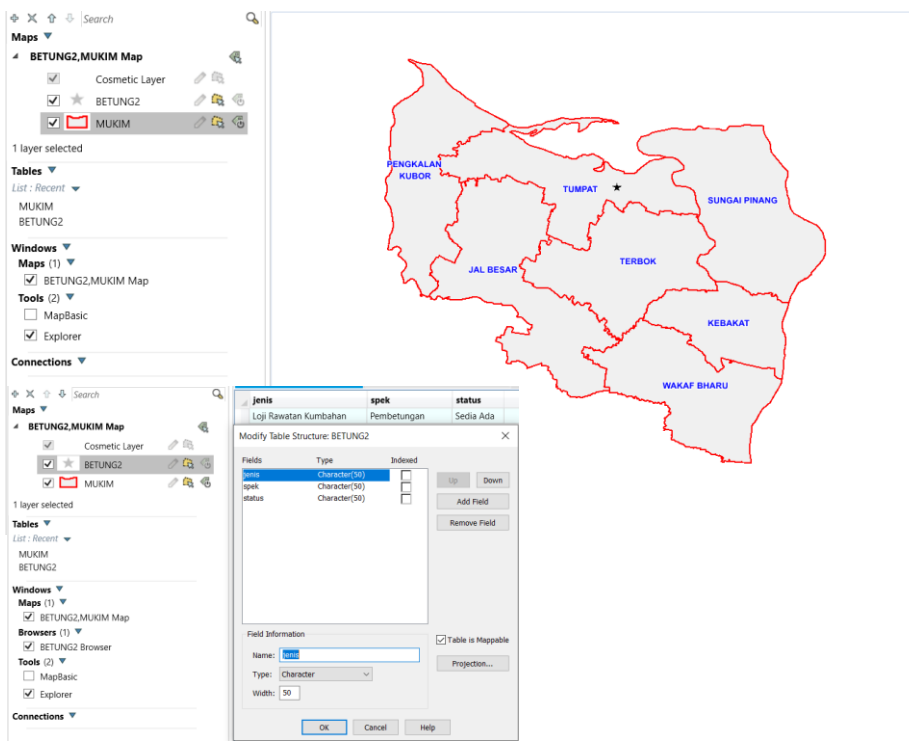 Search
Maps
BETUNG2,MUKIM Map
Cosmetic Layer
BETUNG2
MUKIM
1 layer selected
Tables
List : Recent
MUKIM
BETUNG2
Windows
Maps (1)
BETUNG2,MUKIM Map
Tools (2)
MapBasic
Explorer
Connections
PENGKALAN
KUBOR
TUMPAT
SUNGAI PINANG
JAL BESAR
TERBOK
KEBAKAT
WAKAF BHARU
Search
Maps
BETUNG2,MUKIM Map
Cosmetic Layer
BETUNG2
MUKIM
1 layer selected
Tables
List : Recent
MUKIM
BETUNG2
Windows
Maps (1)
BETUNG2,MUKIM Map
Browsers (1)
BETUNG2 Browser
Tools (2)
MapBasic
Explorer
Connections
jenis spek status
Loji Rawatan Kumbahan Pembetungan Sedia Ada
Modify Table Structure: BETUNG2
Fields Type Indexed
jenis Character(50)
spek Character(50)
status Character(50)
Up Down
Add Field
Remove Field
Field Information
Name: jenis
Type: Character
Width: 50
Table is Mappable
Projection...
OK Cancel Help